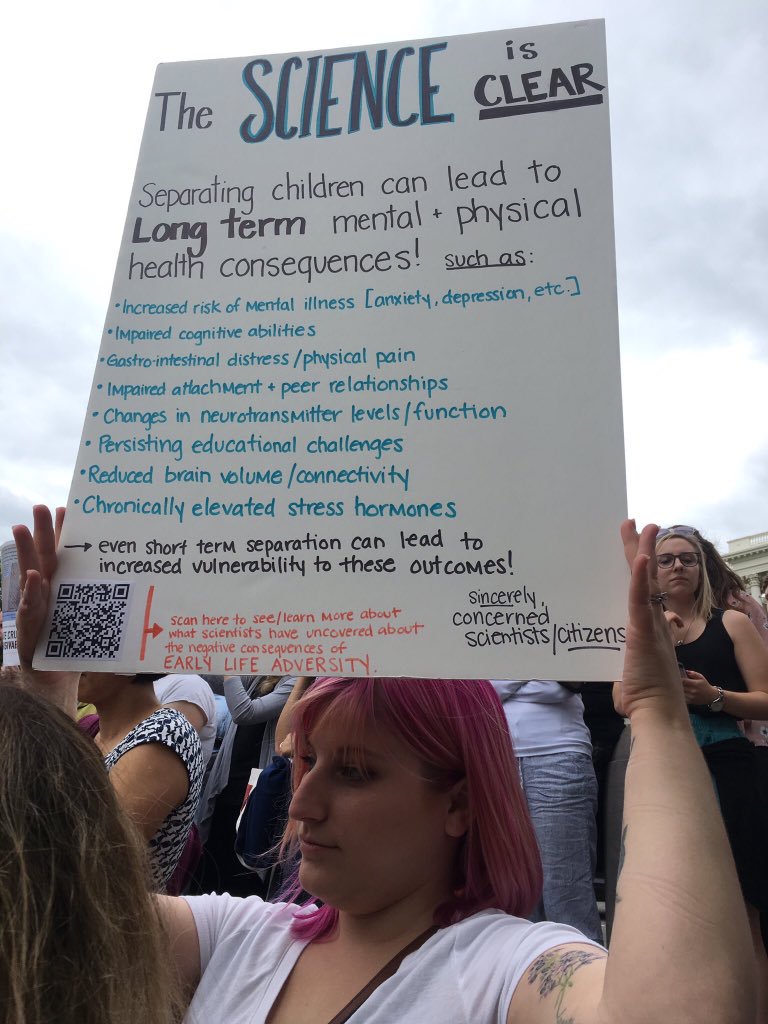 The SCIENCE is CLEAR
Separating children can lead to
Long term mental + physical
health consequences! such as:
• Increased risk of Mental illness [anxiety, depression, etc.]
• Impaired cognitive abilities
• Gastro-intestinal distress/physical pain
• Impaired attachment + peer relationships
• Changes in neurotransmitter levels/function
• Persisting educational challenges
• Reduced brain volume/connectivity
• Chronically elevated stress hormones
→ even short term separation can lead to
increased vulnerability to these outcomes!
scan here to see/learn more about
what scientists have uncovered about
the negative consequences of
EARLY LIFE ADVERSITY.
sincerely,
concerned
scientists/citizens